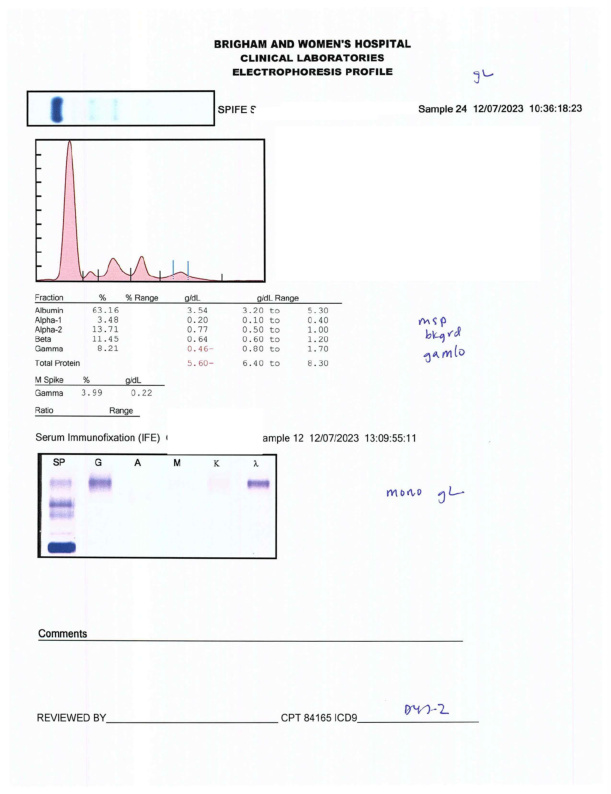 BRIGHAM AND WOMEN'S HOSPITAL
CLINICAL LABORATORIES
ELECTROPHORESIS PROFILE
gL
SPIFE S
Sample 24 12/07/2023 10:36:18:23
Fraction % % Range g/dL g/dL Range
Albumin 63.16 3.54 3.20 to 5.30
Alpha-1 3.48 0.20 0.10 to 0.40
Alpha-2 13.71 0.77 0.50 to 1.00
Beta 11.45 0.64 0.60 to 1.20
Gamma 8.21 0.46- 0.80 to 1.70
Total Protein 5.60- 6.40 to 8.30
msp
bkgrd
gamlo
M Spike % g/dL
Gamma 3.99 0.22
Ratio Range
Serum Immunofixation (IFE) ample 12 12/07/2023 13:09:55:11
SP G A M K λ
mono gL
Comments
REVIEWED BY CPT 84165 ICD9